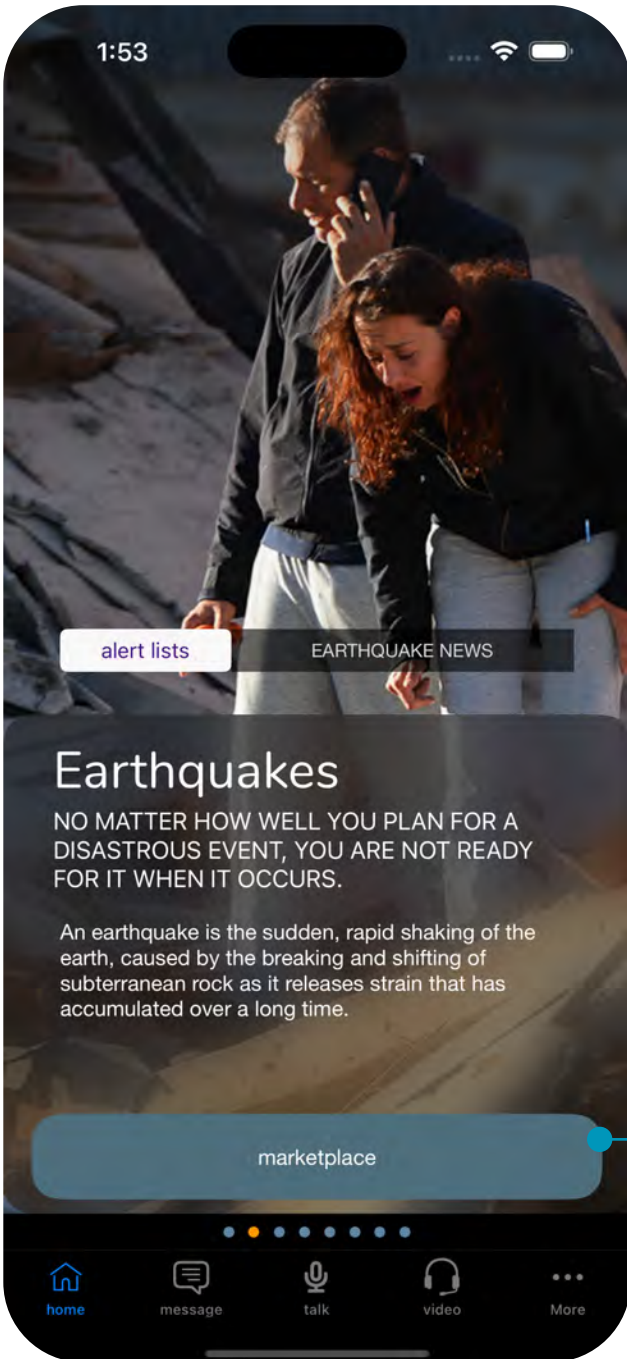 1:53
alert lists
EARTHQUAKE NEWS
Earthquakes
NO MATTER HOW WELL YOU PLAN FOR A
DISASTROUS EVENT, YOU ARE NOT READY
FOR IT WHEN IT OCCURS.
An earthquake is the sudden, rapid shaking of the
earth, caused by the breaking and shifting of
subterranean rock as it releases strain that has
accumulated over a long time.
marketplace
home
message
talk
video
More